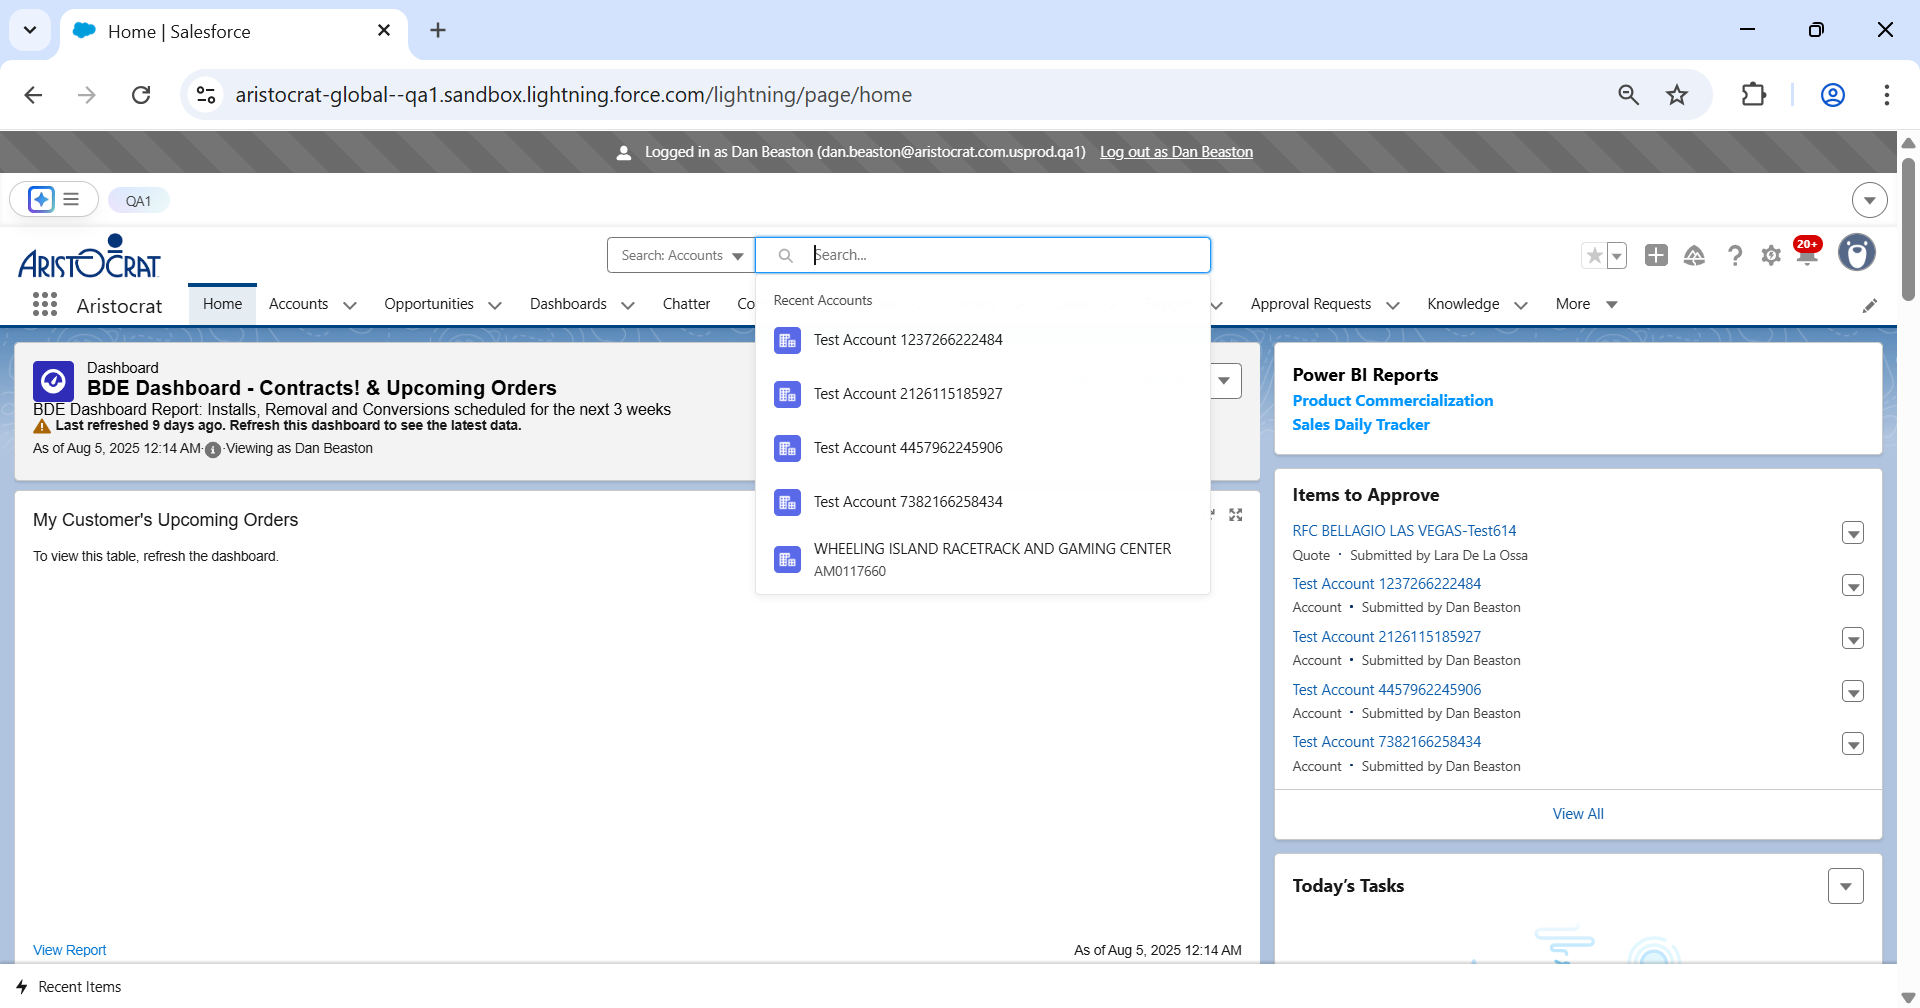 Home | Salesforce
aristocrat-global--qa1.sandbox.lightning.force.com/lightning/page/home
Logged in as Dan Beaston (dan.beaston@aristocrat.com.usprod.qa1) Log out as Dan Beaston
QA1
ARISTOCRAT
Search: Accounts
Search...
20+
Aristocrat
Home
Accounts
Opportunities
Dashboards
Chatter
Co
Approval Requests
Knowledge
More
Recent Accounts
Test Account 1237266222484
Test Account 2126115185927
Test Account 4457962245906
Test Account 7382166258434
WHEELING ISLAND RACETRACK AND GAMING CENTER
AM0117660
Dashboard
BDE Dashboard - Contracts! & Upcoming Orders
BDE Dashboard Report: Installs, Removal and Conversions scheduled for the next 3 weeks
Last refreshed 9 days ago. Refresh this dashboard to see the latest data.
As of Aug 5, 2025 12:14 AM·Viewing as Dan Beaston
My Customer's Upcoming Orders
To view this table, refresh the dashboard.
View Report
As of Aug 5, 2025 12:14 AM
Power BI Reports
Product Commercialization
Sales Daily Tracker
Items to Approve
RFC BELLAGIO LAS VEGAS-Test614
Quote • Submitted by Lara De La Ossa
Test Account 1237266222484
Account • Submitted by Dan Beaston
Test Account 2126115185927
Account • Submitted by Dan Beaston
Test Account 4457962245906
Account • Submitted by Dan Beaston
Test Account 7382166258434
Account • Submitted by Dan Beaston
View All
Today’s Tasks
Recent Items